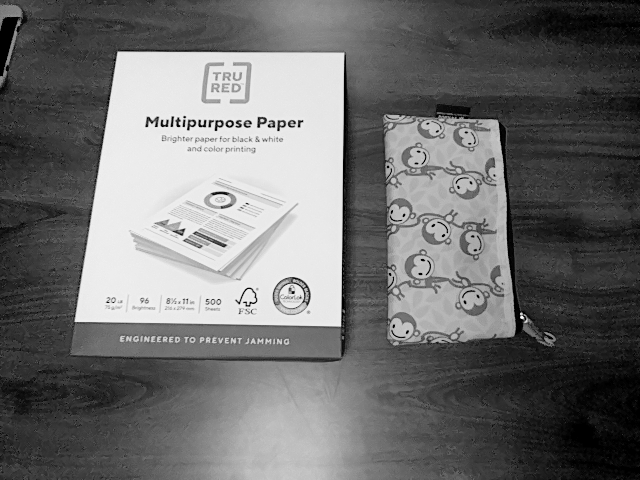 TRU
RED
Multipurpose Paper
Brighter paper for black & white
and color printing
20 LB
75 g/m²
96
Brightness
8½ x 11 in
216 x 279 mm
500
Sheets
FSC
ColorLok
ENGINEERED TO PREVENT JAMMING